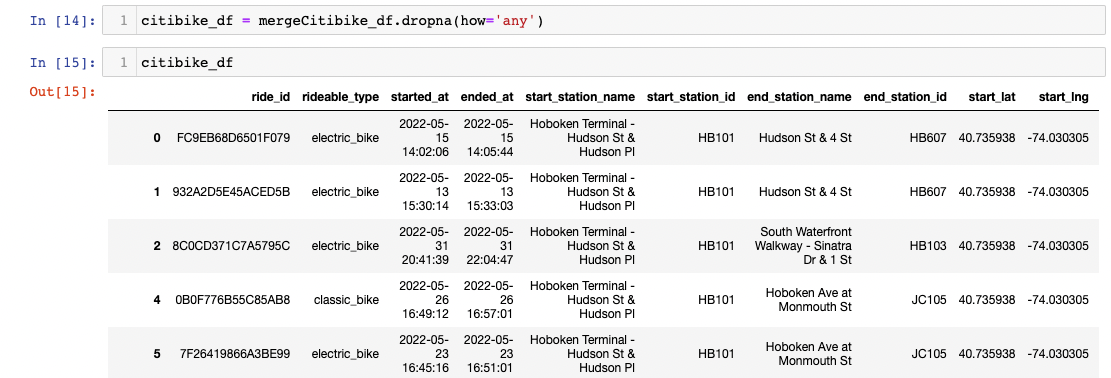 In [14]: 1 citibike_df = mergeCitibike_df.dropna(how='any')
In [15]: 1 citibike_df
Out[15]:
ride_id rideable_type started_at ended_at start_station_name start_station_id end_station_name end_station_id start_lat start_lng
0 FC9EB68D6501F079 electric_bike 2022-05-15 14:02:06 2022-05-15 14:05:44 Hoboken Terminal - Hudson St & Hudson Pl HB101 Hudson St & 4 St HB607 40.735938 -74.030305
1 932A2D5E45ACED5B electric_bike 2022-05-13 15:30:14 2022-05-13 15:33:03 Hoboken Terminal - Hudson St & Hudson Pl HB101 Hudson St & 4 St HB607 40.735938 -74.030305
2 8C0CD371C7A5795C electric_bike 2022-05-31 20:41:39 2022-05-31 22:04:47 Hoboken Terminal - Hudson St & Hudson Pl HB101 South Waterfront Walkway - Sinatra Dr & 1 St HB103 40.735938 -74.030305
4 0B0F776B55C85AB8 classic_bike 2022-05-26 16:49:12 2022-05-26 16:57:01 Hoboken Terminal - Hudson St & Hudson Pl HB101 Hoboken Ave at Monmouth St JC105 40.735938 -74.030305
5 7F26419866A3BE99 electric_bike 2022-05-23 16:45:16 2022-05-23 16:51:01 Hoboken Terminal - Hudson St & Hudson Pl HB101 Hoboken Ave at Monmouth St JC105 40.735938 -74.030305